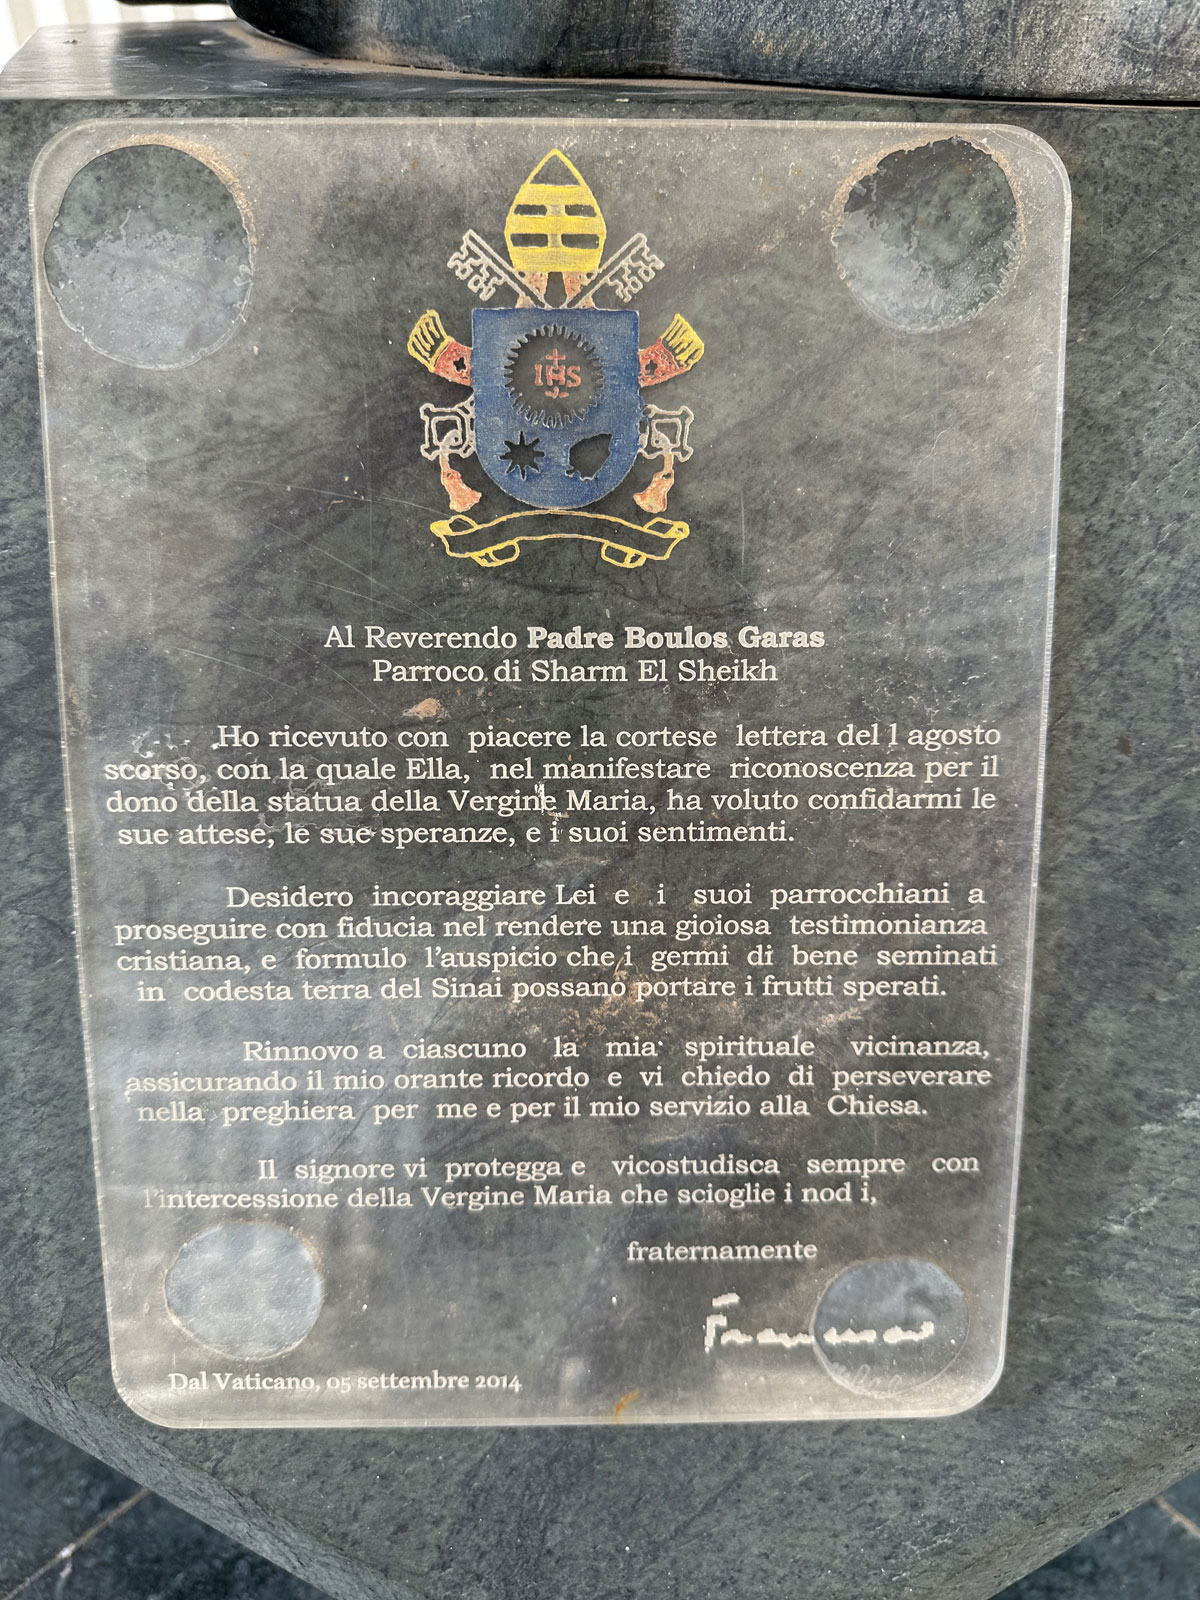 IHS
Al Reverendo Padre Boulos Garas
Parroco di Sharm El Sheikh
Ho ricevuto con piacere la cortese lettera del 1 agosto
scorso, con la quale Ella, nel manifestare riconoscenza per il
dono della statua della Vergine Maria, ha voluto confidarmi le
sue attese, le sue speranze, e i suoi sentimenti.
Desidero incoraggiare Lei e i suoi parrocchiani a
proseguire con fiducia nel rendere una gioiosa testimonianza
cristiana, e formulo l'auspicio che i germi di bene seminati
in codesta terra del Sinai possano portare i frutti sperati.
Rinnovo a ciascuno la mia spirituale vicinanza,
assicurando il mio orante ricordo e vi chiedo di perseverare
nella preghiera per me e per il mio servizio alla Chiesa.
Il signore vi protegga e vicostudisca sempre con
l'intercessione della Vergine Maria che scioglie i nod i,
fraternamente
Francesco
Dal Vaticano, 05 settembre 2014